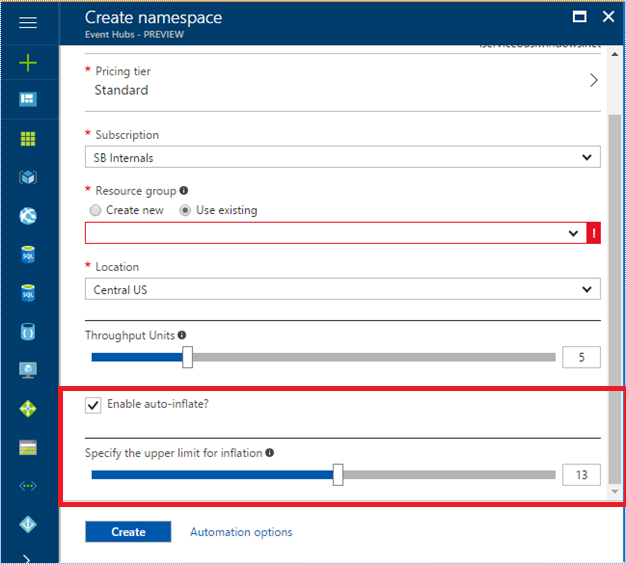 Create namespace
Event Hubs - PREVIEW
.servicebus.windows.net
* Pricing tier
Standard
* Subscription
SB Internals
* Resource group
Create new Use existing
!
* Location
Central US
Throughput Units
5
Enable auto-inflate?
Specify the upper limit for inflation
13
Create Automation options
SQL
SQL